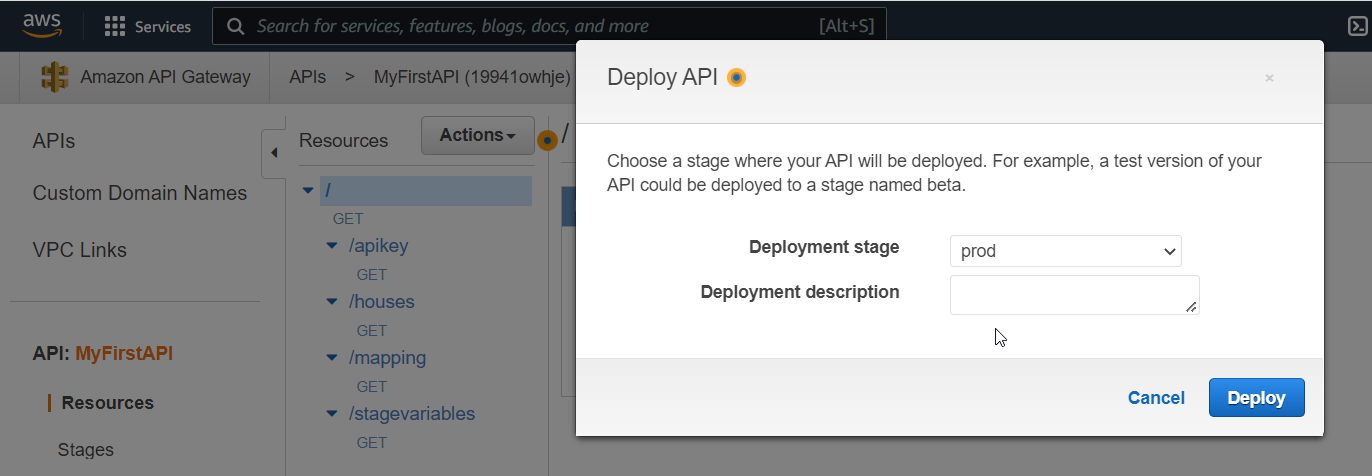 aws
Services
Search for services, features, blogs, docs, and more
[Alt+S]
Amazon API Gateway
APIs > MyFirstAPI (19941owhje)
APIs
Custom Domain Names
VPC Links
API: MyFirstAPI
Resources
Stages
Resources
Actions
/
/
GET
/apikey
GET
/houses
GET
/mapping
GET
/stagevariables
GET
Deploy API
×
Choose a stage where your API will be deployed. For example, a test version of your
API could be deployed to a stage named beta.
Deployment stage
prod
Deployment description
Cancel
Deploy